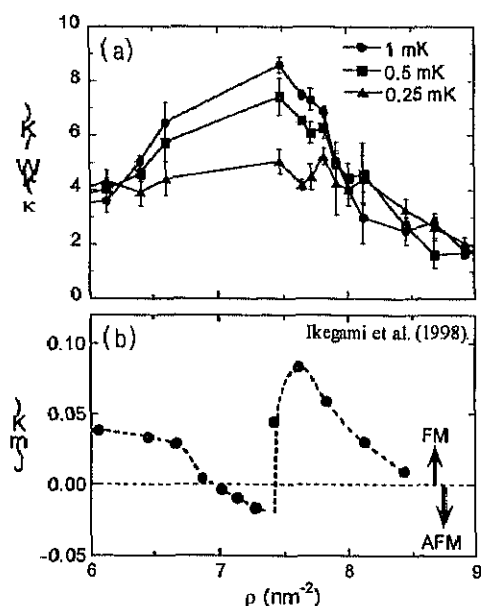 (a)
10
8
6
4
2
0
1 mK
0.5 mK
0.25 mK
(b)
Ikegami et al. (1998)
0.10
0.05
0.00
-0.05
FM
AFM
6 7 8 9
ρ (nm⁻²)